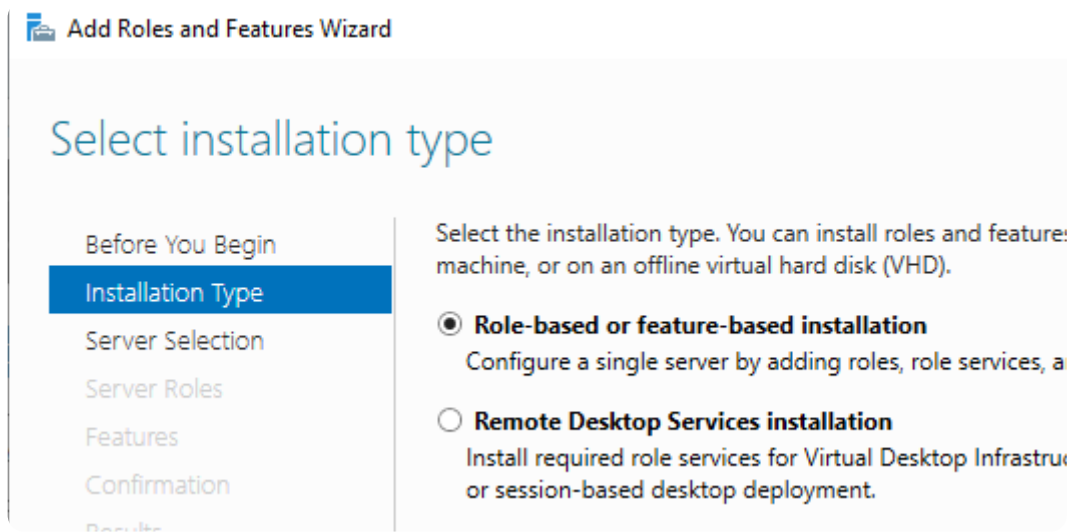 Add Roles and Features Wizard
Select installation type
Before You Begin
Installation Type
Server Selection
Server Roles
Features
Confirmation
Results
Select the installation type. You can install roles and features
machine, or on an offline virtual hard disk (VHD).
Role-based or feature-based installation
Configure a single server by adding roles, role services,
Remote Desktop Services installation
Install required role services for Virtual Desktop
or session-based desktop deployment.